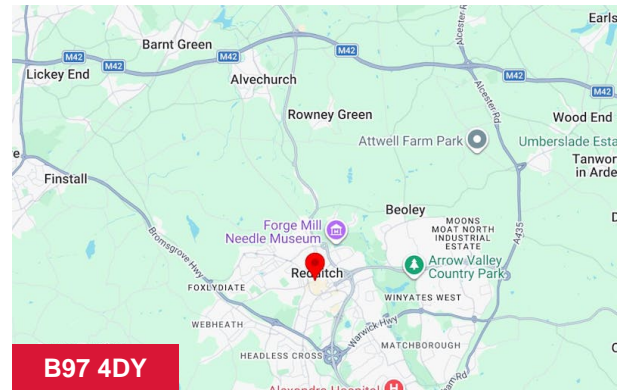 Earls
Barnt Green
M42
M42
M42
M42
Lickey End
Alvechurch
Alcester Rd
Rowney Green
Wood End
Attwell Farm Park
Umberslade Esta
Tanwor
in Arde
Finstall
Beoley
MOONS
MOAT NORTH
INDUSTRIAL
ESTATE
Forge Mill
Needle Museum
A435
Bromsgrove Hwy
Arrow Valley
Country Park
Redditch
FOXLYDIATE
WINYATES WEST
WEBHEATH
Warwick Hwy
HEADLESS CROSS
MATCHBOROUGH
B97 4DY
Alexandra Hospital
H